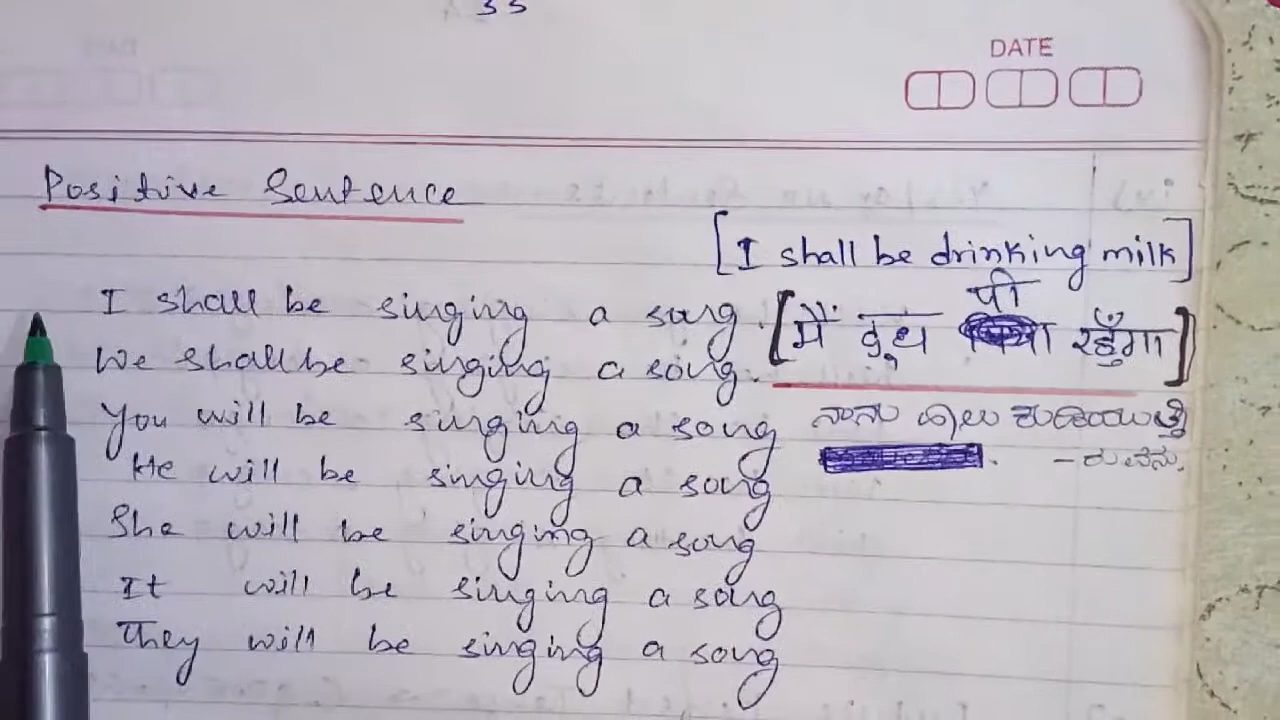 35
DATE
Positive Sentence
[I shall be drinking milk]
I shall be singing a song. [मैं दूध पी रहुँगा]
We shall be singing a song.
You will be singing a song
ನಾನು ಹಾಲು ಕುಡಿಯುತ್ತಿ
He will be singing a song
-ರುವೆನು.
She will be singing a song
It will be singing a song
They will be singing a song